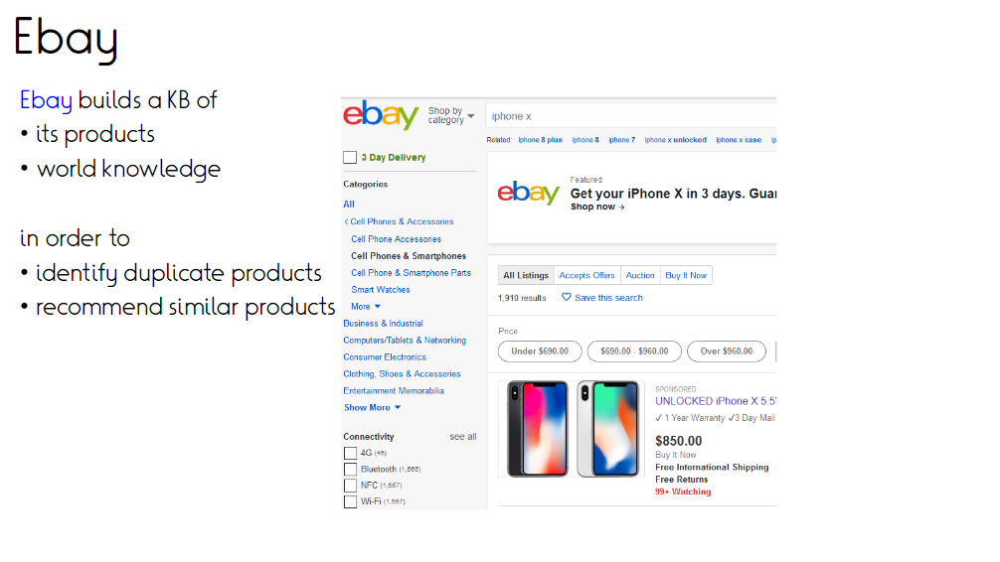 Ebay
Ebay builds a KB of
• its products
• world knowledge
in order to
• identify duplicate products
• recommend similar products
ebay
Shop by
category
iphone x
Related: iphone 8 plus iphone 8 iphone 7 iphone x unlocked iphone x case ip
3 Day Delivery
Categories
All
< Cell Phones & Accessories
Cell Phone Accessories
Cell Phones & Smartphones
Cell Phone & Smartphone Parts
Smart Watches
More
Business & Industrial
Computers/Tablets & Networking
Consumer Electronics
Clothing, Shoes & Accessories
Entertainment Memorabilia
Show More
Connectivity see all
4G (46)
Bluetooth
NFC (1,557)
Wi-Fi (1,557)
ebay
Featured
Get your iPhone X in 3 days. Guar
Shop now →
All Listings Accepts Offers Auction Buy It Now
1,910 results Save this search
Price
Under $690.00 $690.00 - $960.00 Over $960.00
SPONSORED
UNLOCKED iPhone X 5.5"
✓ 1 Year Warranty ✓3 Day Mail
$850.00
Buy It Now
Free International Shipping
Free Returns
99+ Watching